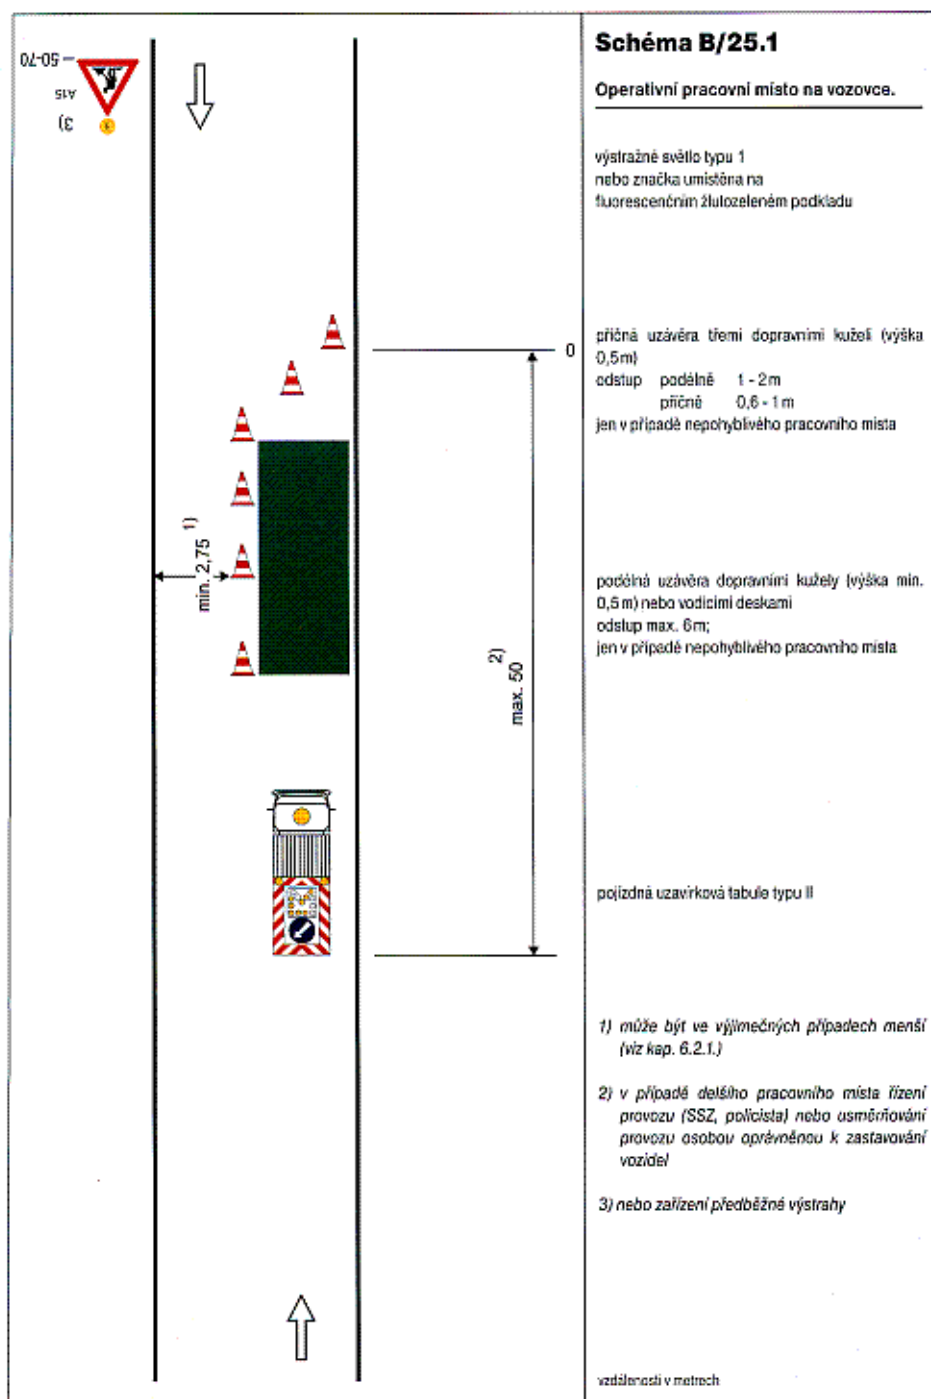 Schéma B/25.1
Operativní pracovní místo na vozovce.
50-70
A15
3)
výstražné světlo typu 1
nebo značka umístěna na
fluorescenčním žlutozeleném podkladu
0
příčná uzávěra třemi dopravními kuželi (výška
0,5m)
odstup podélně 1 - 2m
příčně 0,6 - 1m
jen v případě nepohyblivého pracovního místa
min. 2,75 1)
max. 50 2)
podélná uzávěra dopravními kužely (výška min.
0,5m) nebo vodicími deskami
odstup max. 6m;
jen v případě nepohyblivého pracovního místa
pojízdná uzavírková tabule typu II
1) může být ve výjimečných případech menší
(viz kap. 6.2.1.)
2) v případě delšího pracovního místa řízení
provozu (SSZ, policista) nebo usměrňování
provozu osobou oprávněnou k zastavování
vozidel
3) nebo zařízení předběžné výstrahy
vzdálenosti v metrech